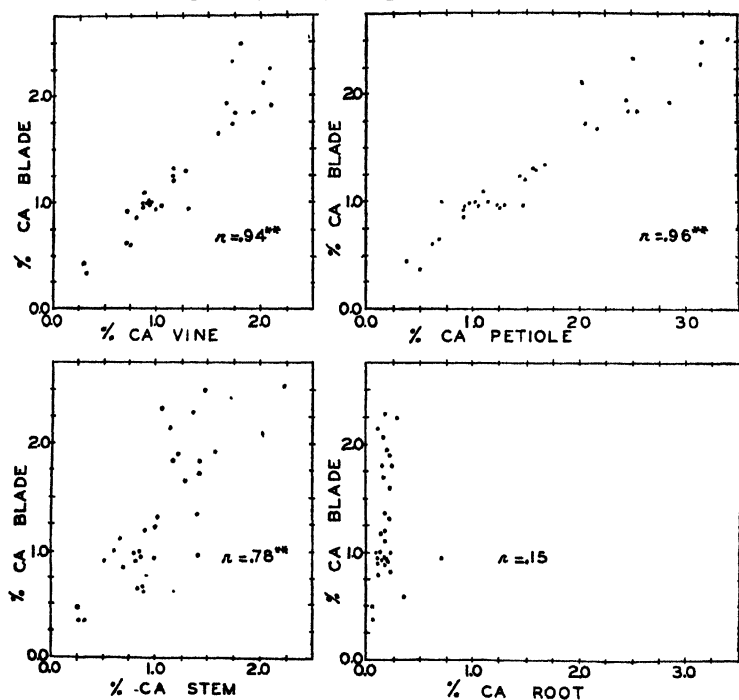 % CA BLADE
2.0
1.0
0.0
r=.94**
0.0 1.0 2.0
% CA VINE
% CA BLADE
2.0
1.0
0.0
r=.96**
0.0 1.0 2.0 3.0
% CA PETIOLE
% CA BLADE
2.0
1.0
0.0
r=.78**
1.0 2.0
% -CA STEM
% CA BLADE
2.0
1.0
0.0
r=.15
0.0 1.0 2.0 3.0
% CA ROOT